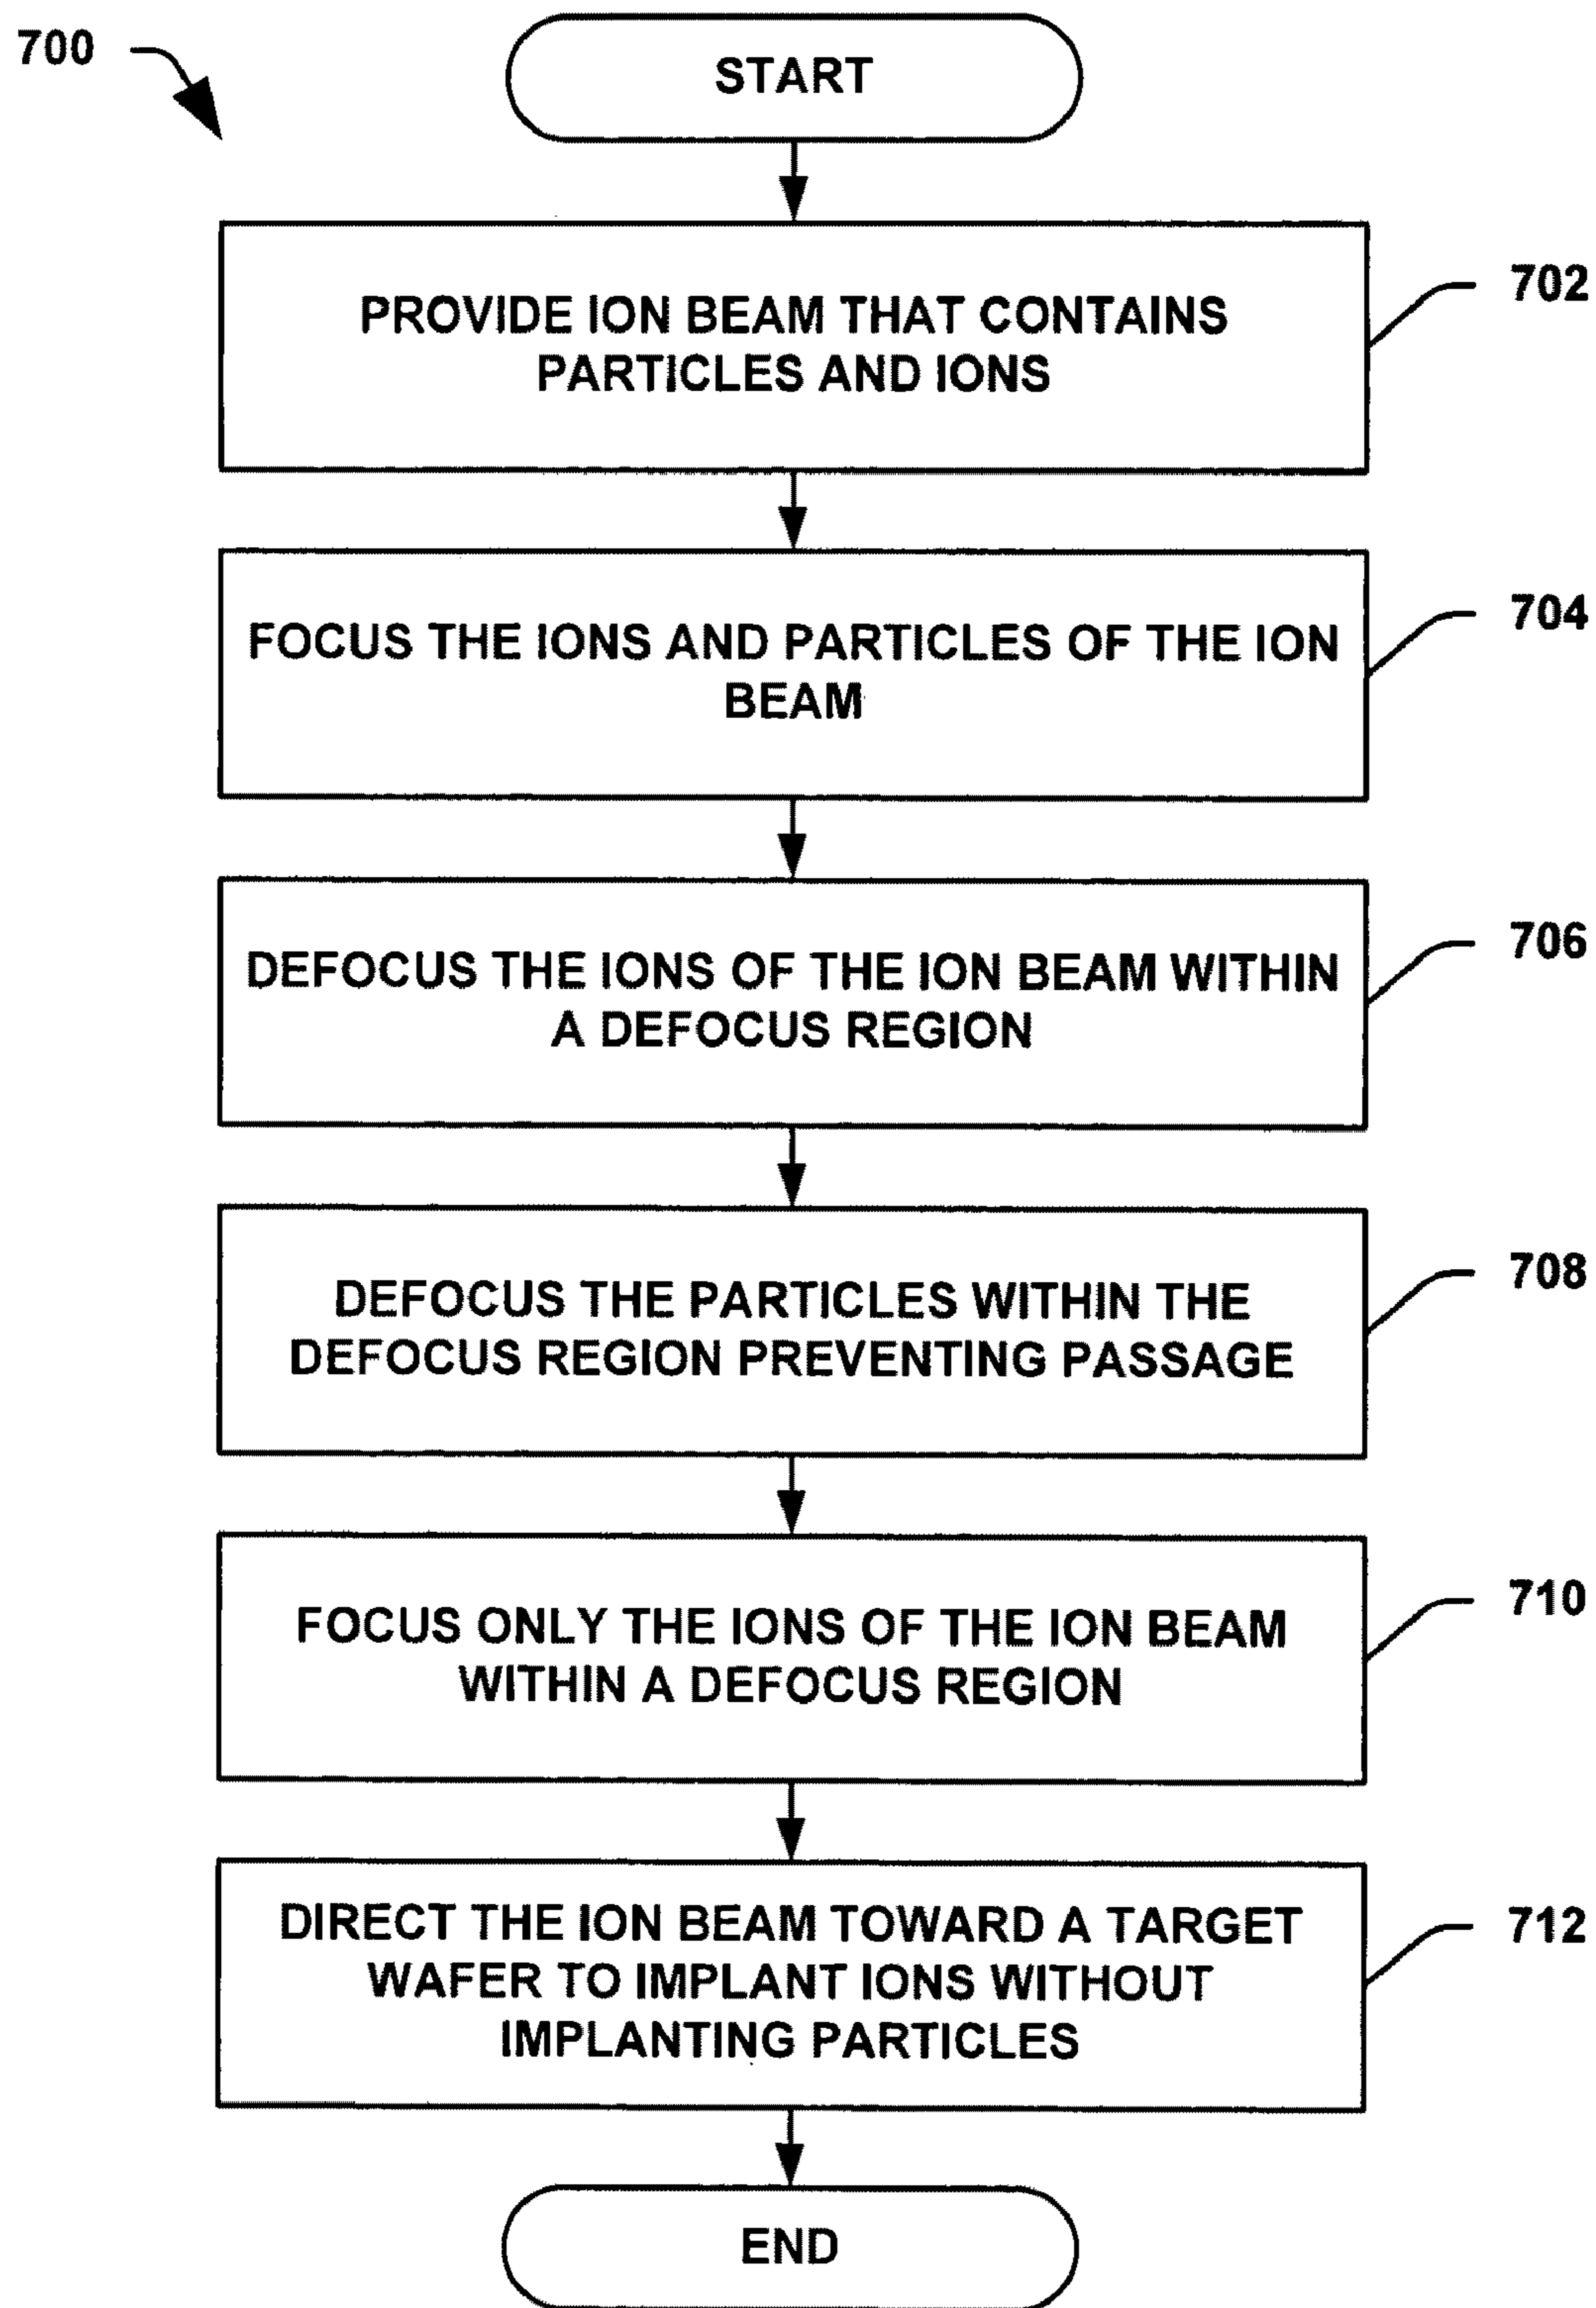 700
START
PROVIDE ION BEAM THAT CONTAINS
PARTICLES AND IONS
702
FOCUS THE IONS AND PARTICLES OF THE ION
BEAM
704
DEFOCUS THE IONS OF THE ION BEAM WITHIN
A DEFOCUS REGION
706
DEFOCUS THE PARTICLES WITHIN THE
DEFOCUS REGION PREVENTING PASSAGE
708
FOCUS ONLY THE IONS OF THE ION BEAM
WITHIN A DEFOCUS REGION
710
DIRECT THE ION BEAM TOWARD A TARGET
WAFER TO IMPLANT IONS WITHOUT
IMPLANTING PARTICLES
712
END